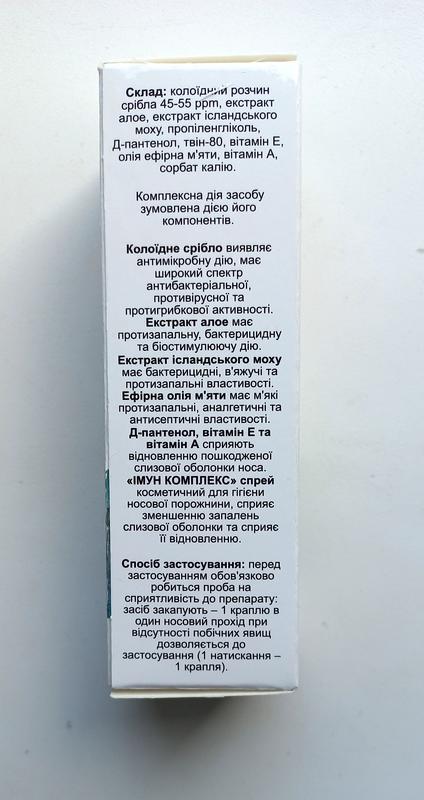 Склад: колоїдний розчин
срібла 45-55 ppm, екстракт
алое, екстракт ісландського
моху, пропіленгліколь,
Д-пантенол, твін-80, вітамін Е,
олія ефірна м'яти, вітамін А,
сорбат калію.
Комплексна дія засобу
зумовлена дією його
компонентів.
Колоїдне срібло виявляє
антимікробну дію, має
широкий спектр
антибактеріальної,
противірусної та
протигрибкової активності.
Екстракт алое має
протизапальну, бактерицидну
та біостимулюючу дію.
Екстракт ісландського моху
має бактерицидні, в'яжучі та
протизапальні властивості.
Ефірна олія м'яти має м'які
протизапальні, аналгетичні та
антисептичні властивості.
Д-пантенол, вітамін Е та
вітамін А сприяють
відновленню пошкодженої
слизової оболонки носа.
«ІМУН КОМПЛЕКС» спрей
косметичний для гігієни
носової порожнини, сприяє
зменшенню запалень
слизової оболонки та сприяє
її відновленню.
Спосіб застосування: перед
застосуванням обов'язково
робиться проба на
сприятливість до препарату:
засіб закапують – 1 краплю в
один носовий прохід при
відсутності побічних явищ
дозволяється до
застосування (1 натискання –
1 крапля).